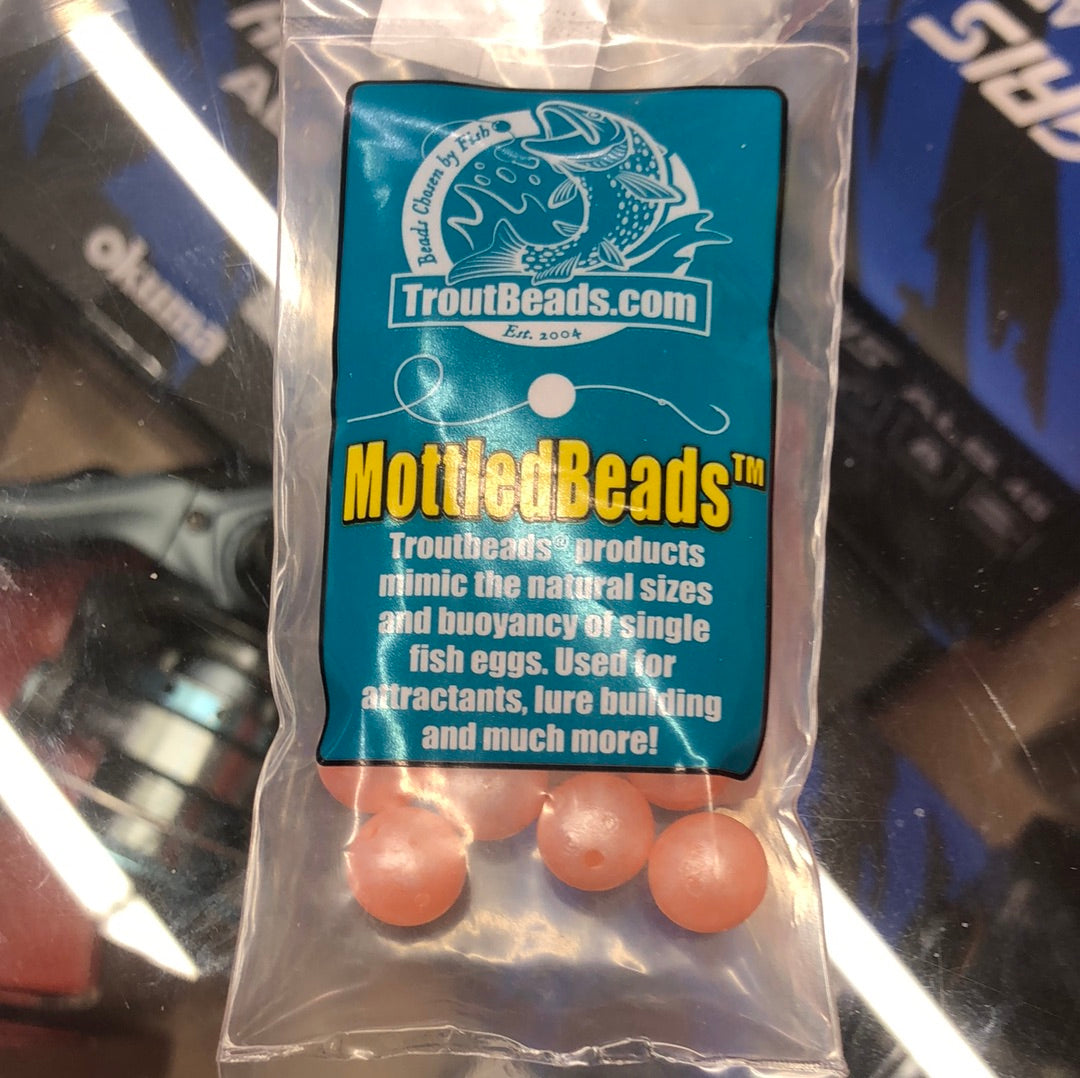 Beads Chosen by Fish
TroutBeads.com
Est. 2004
MottledBeads™
Troutbeads® products
mimic the natural sizes
and buoyancy of single
fish eggs. Used for
attractants, lure building
and much more!
okuma